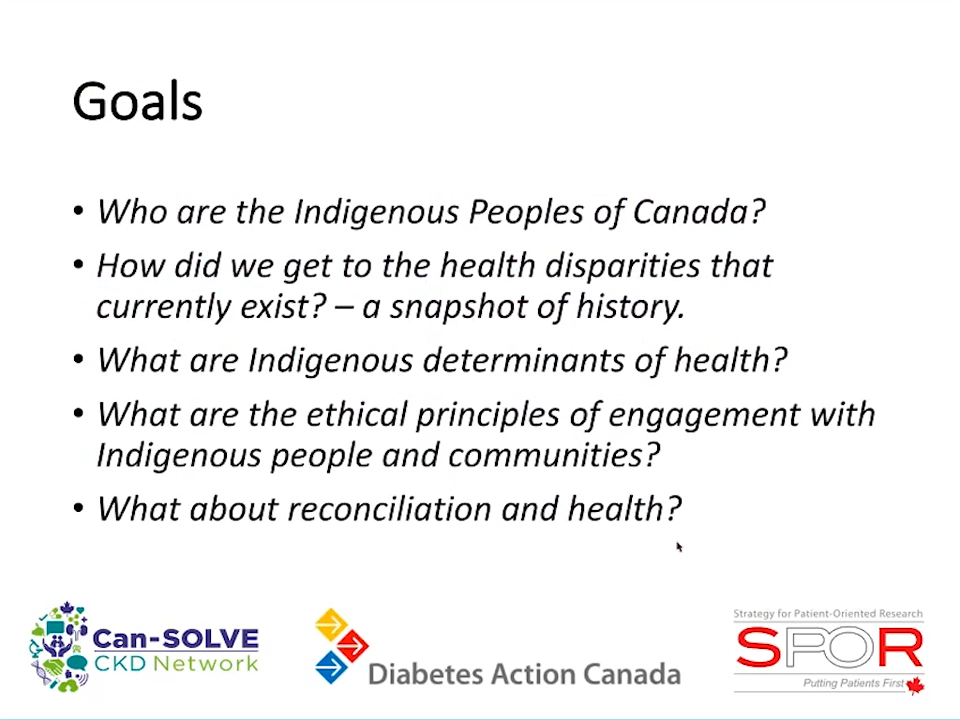 Goals
• Who are the Indigenous Peoples of Canada?
• How did we get to the health disparities that
currently exist? – a snapshot of history.
• What are Indigenous determinants of health?
• What are the ethical principles of engagement with
Indigenous people and communities?
• What about reconciliation and health?
Can-SOLVE
CKD Network
Diabetes Action Canada
Strategy for Patient-Oriented Research
SPOR
Putting Patients First